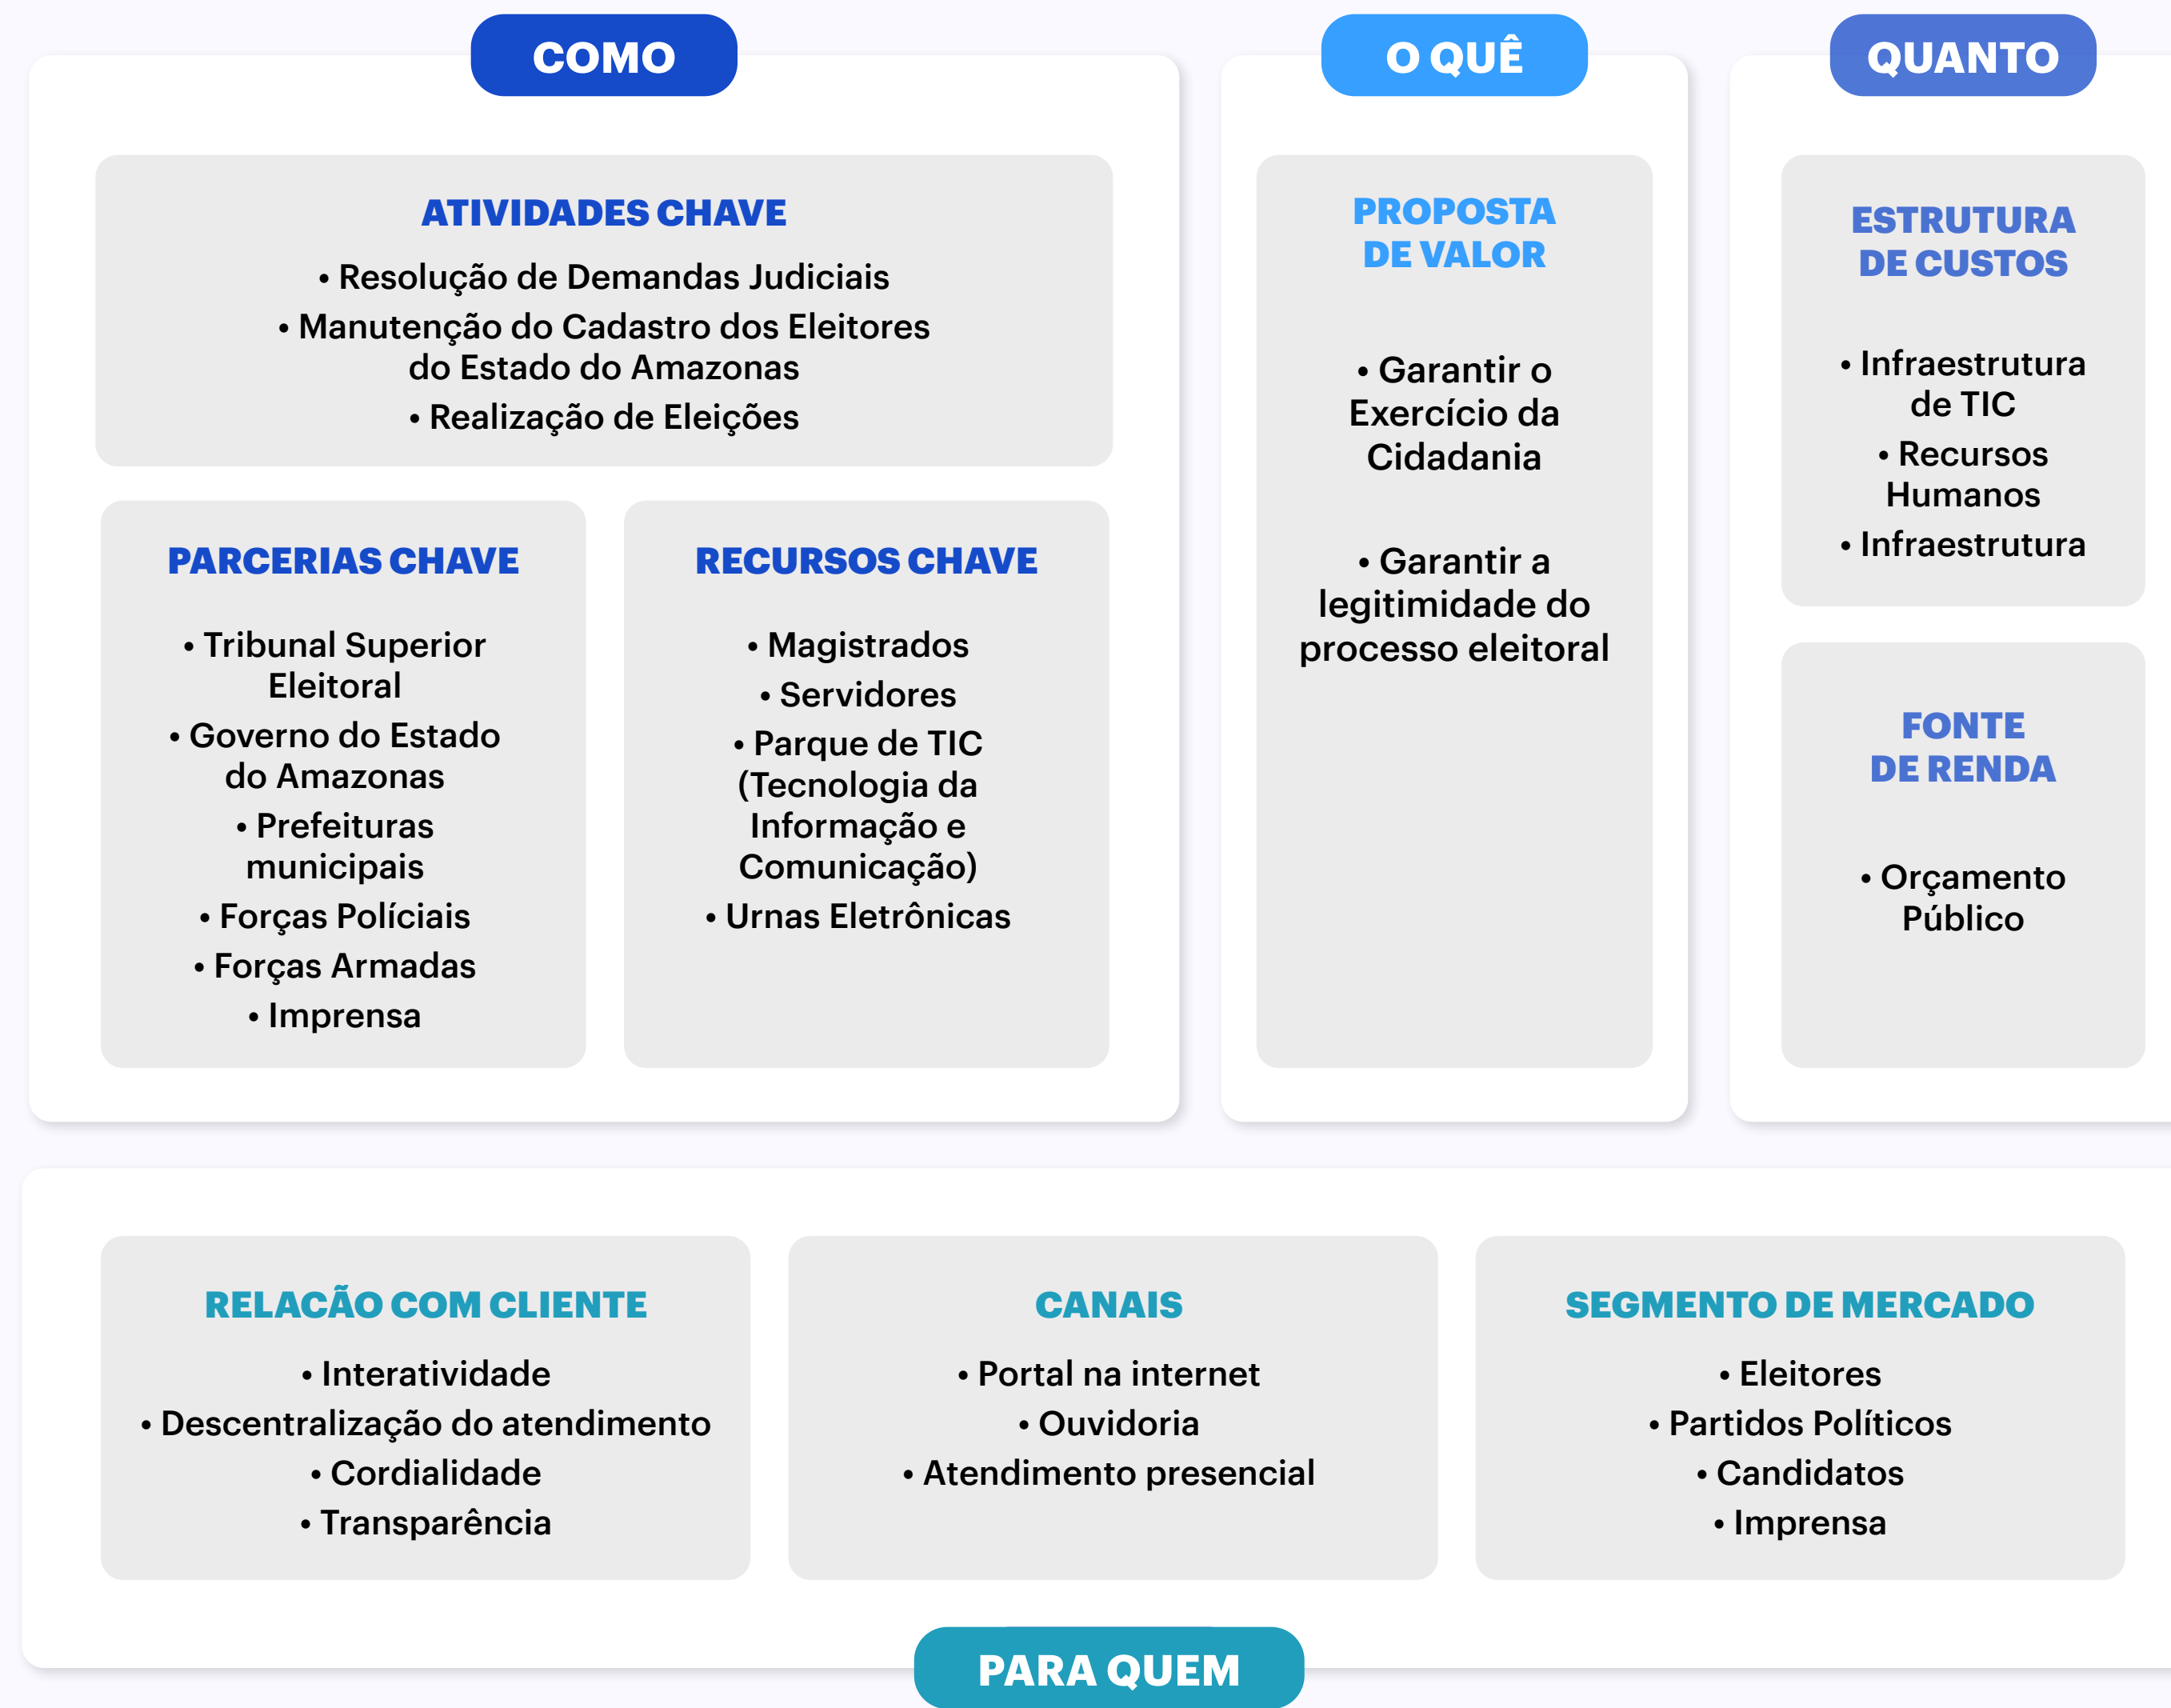 COMO
ATIVIDADES CHAVE
• Resolução de Demandas Judiciais
• Manutenção do Cadastro dos Eleitores
do Estado do Amazonas
• Realização de Eleições
PARCERIAS CHAVE
• Tribunal Superior
Eleitoral
• Governo do Estado
do Amazonas
• Prefeituras
municipais
• Forças Políciais
• Forças Armadas
• Imprensa
RECURSOS CHAVE
• Magistrados
• Servidores
• Parque de TIC
(Tecnologia da
Informação e
Comunicação)
• Urnas Eletrônicas
O QUÊ
PROPOSTA
DE VALOR
• Garantir o
Exercício da
Cidadania
• Garantir a
legitimidade do
processo eleitoral
QUANTO
ESTRUTURA
DE CUSTOS
• Infraestrutura
de TIC
• Recursos
Humanos
• Infraestrutura
FONTE
DE RENDA
• Orçamento
Público
RELACÃO COM CLIENTE
• Interatividade
• Descentralização do atendimento
• Cordialidade
• Transparência
CANAIS
• Portal na internet
• Ouvidoria
• Atendimento presencial
SEGMENTO DE MERCADO
• Eleitores
• Partidos Políticos
• Candidatos
• Imprensa
PARA QUEM